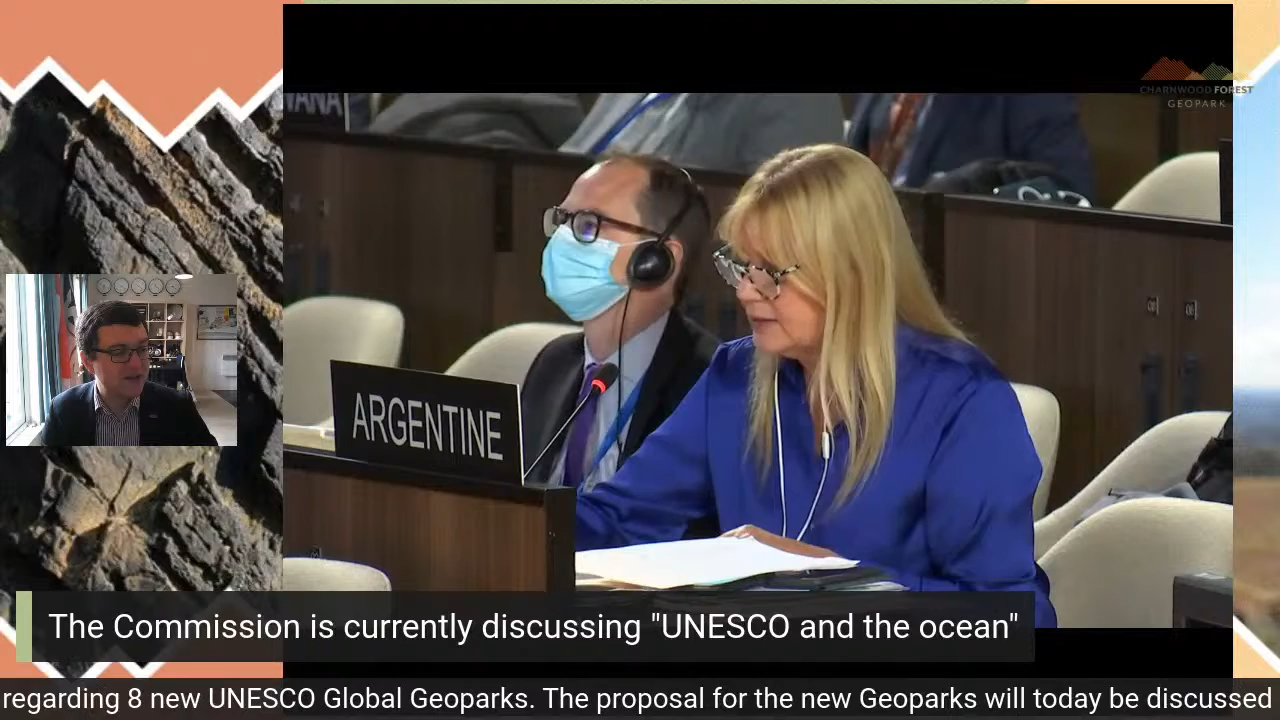 CHARNWOOD FOREST
GEOPARK
ARGENTINE
The Commission is currently discussing "UNESCO and the ocean"
regarding 8 new UNESCO Global Geoparks. The proposal for the new Geoparks will today be discussed